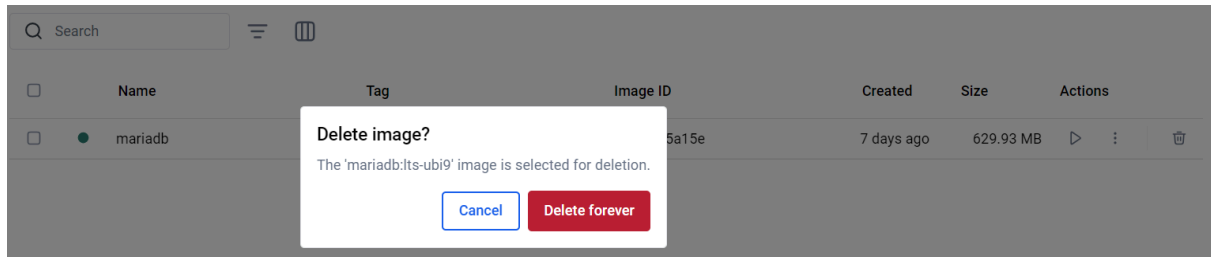 Search
Name Tag Image ID Created Size Actions
mariadb 5a15e 7 days ago 629.93 MB
Delete image?
The 'mariadb:lts-ubi9' image is selected for deletion.
Cancel Delete forever